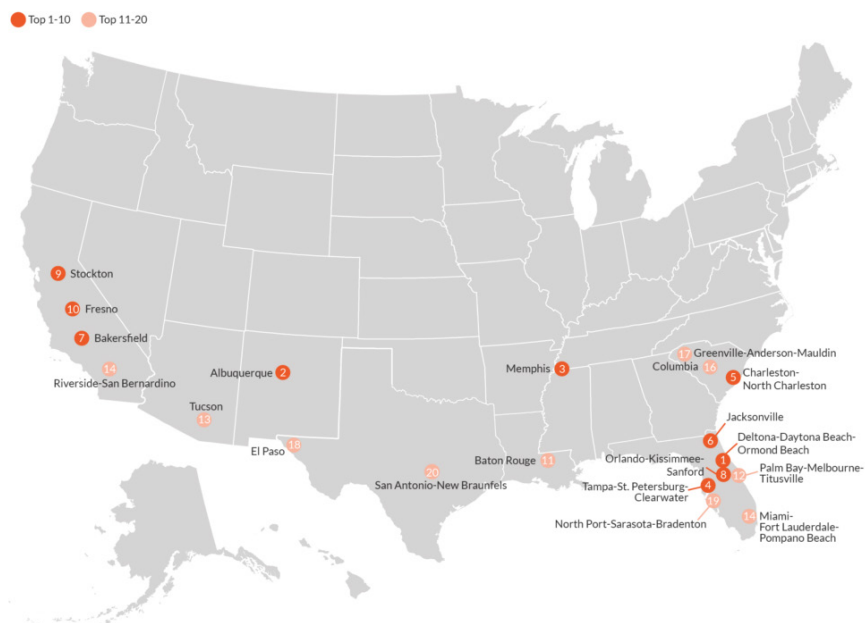 Top 1-10 Top 11-20
9 Stockton
10 Fresno
7 Bakersfield
14
Riverside-San Bernardino
Albuquerque 2
Tucson
13
El Paso 18
20
San Antonio-New Braunfels
Memphis 3
Baton Rouge 11
17 Greenville-Anderson-Mauldin
Columbia 16
5 Charleston-
North Charleston
Jacksonville
6
1 Deltona-Daytona Beach-
Ormond Beach
Orlando-Kissimmee-
Sanford 8
12 Palm Bay-Melbourne-
Titusville
Tampa-St. Petersburg- 4
Clearwater
19
North Port-Sarasota-Bradenton
14 Miami-
Fort Lauderdale-
Pompano Beach